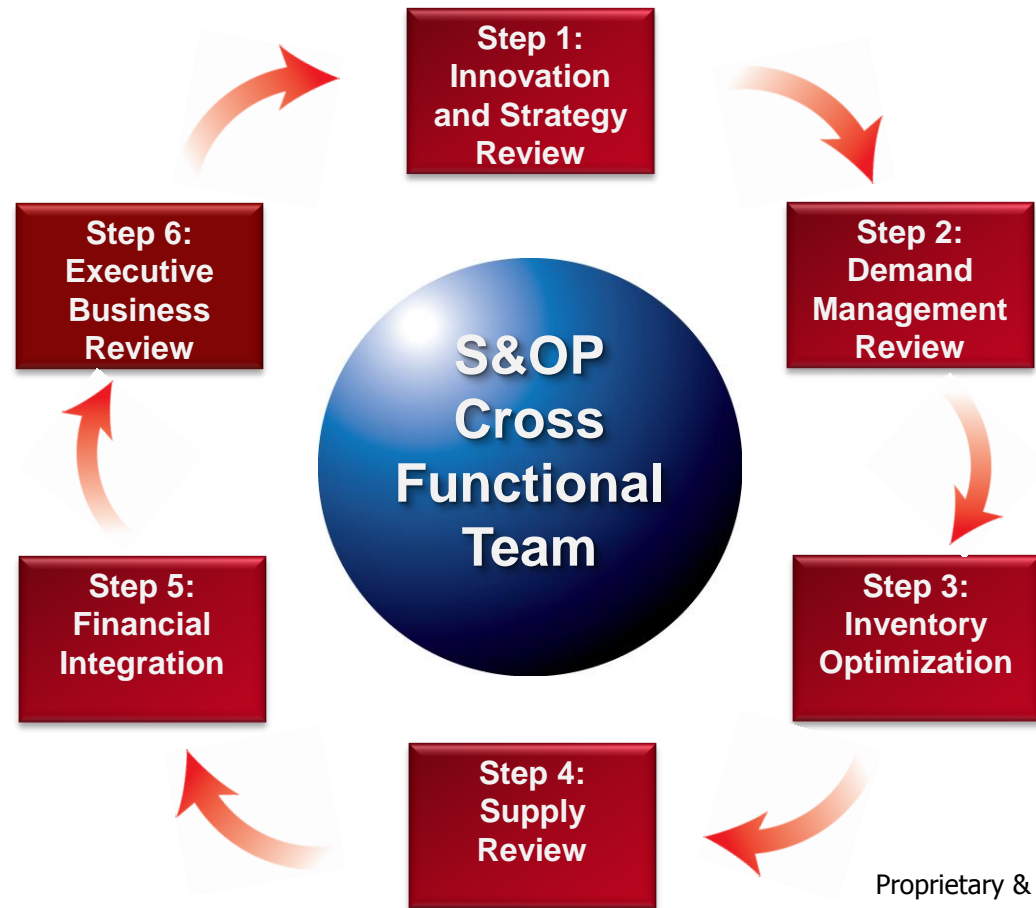 Step 1:
Innovation
and Strategy
Review
Step 2:
Demand
Management
Review
Step 3:
Inventory
Optimization
Step 4:
Supply
Review
Step 5:
Financial
Integration
Step 6:
Executive
Business
Review
S&OP
Cross
Functional
Team
Proprietary &